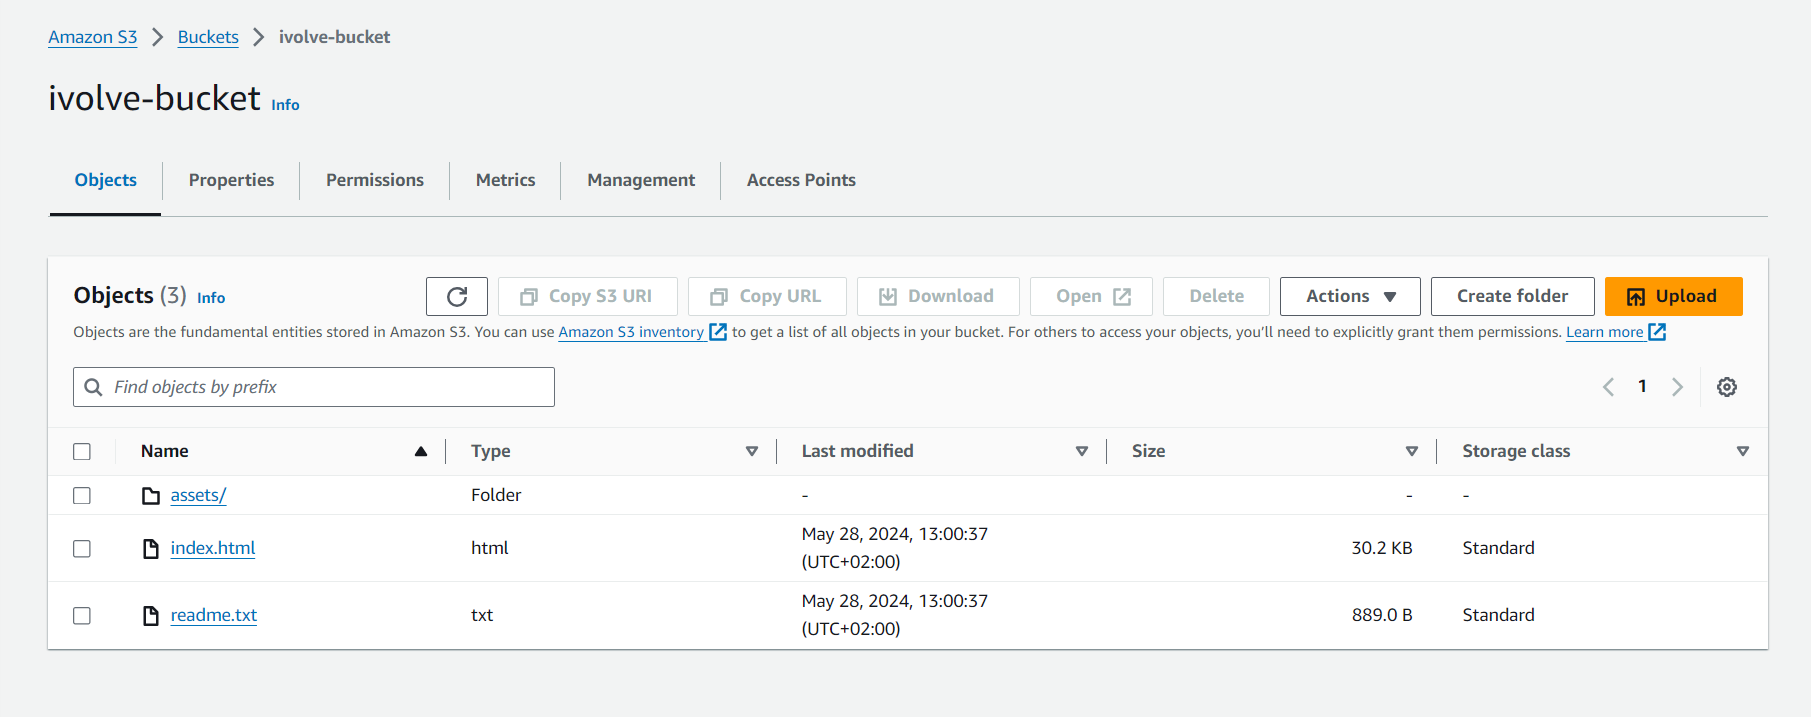 Amazon S3 > Buckets > ivolve-bucket
ivolve-bucket Info
Objects Properties Permissions Metrics Management Access Points
Objects (3) Info Copy S3 URI Copy URL Download Open Delete Actions Create folder Upload
Objects are the fundamental entities stored in Amazon S3. You can use Amazon S3 inventory to get a list of all objects in your bucket. For others to access your objects, you'll need to explicitly grant them permissions. Learn more
Find objects by prefix 1
Name Type Last modified Size Storage class
assets/ Folder - - -
index.html html May 28, 2024, 13:00:37 (UTC+02:00) 30.2 KB Standard
readme.txt txt May 28, 2024, 13:00:37 (UTC+02:00) 889.0 B Standard